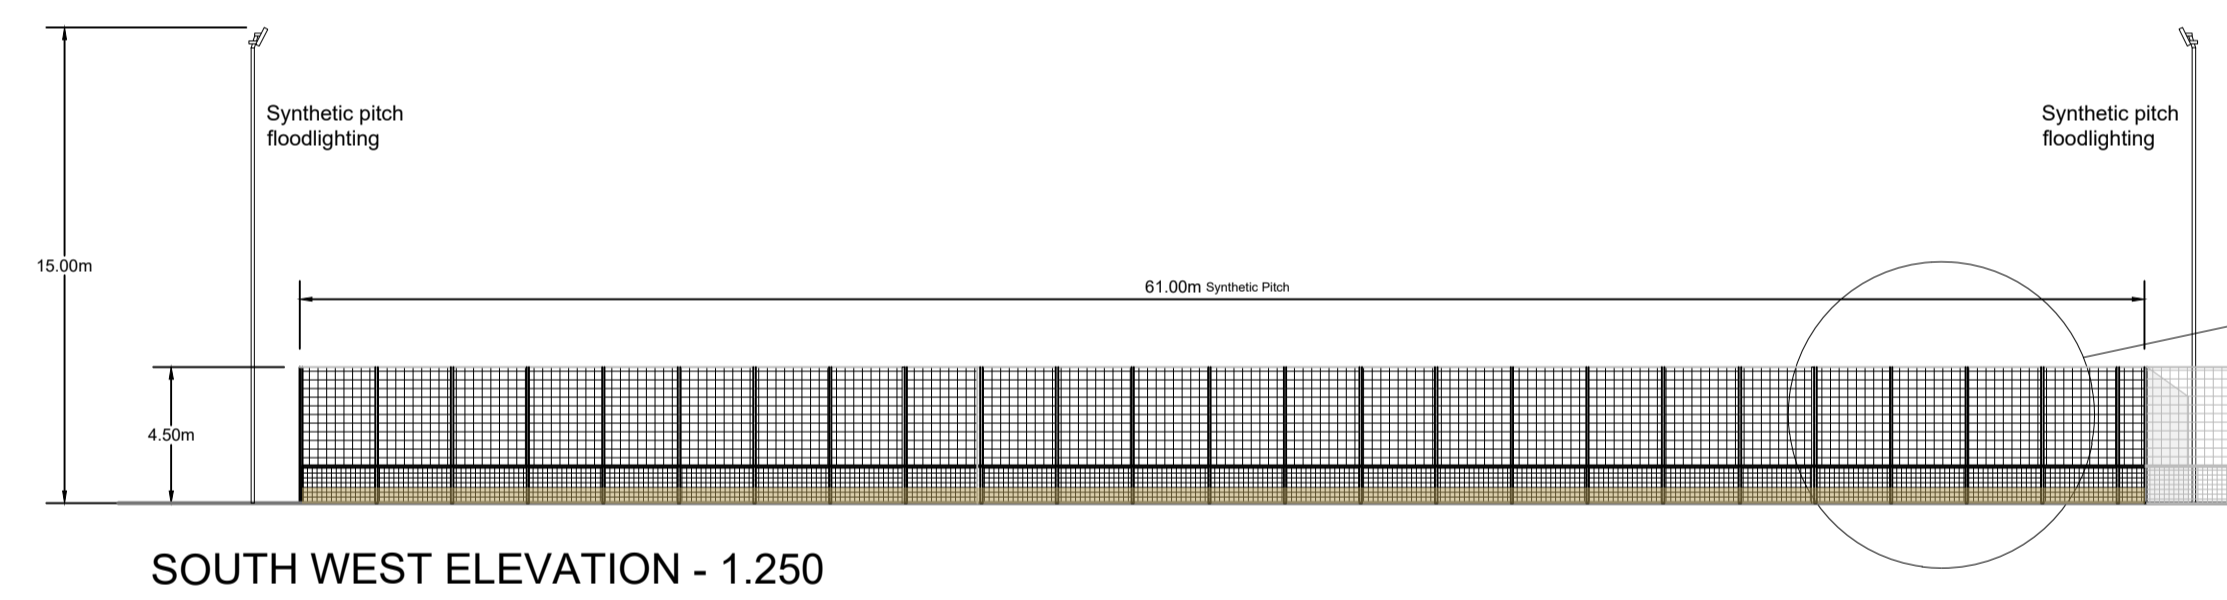 Synthetic pitch
floodlighting
Synthetic pitch
floodlighting
15.00m
61.00m Synthetic Pitch
4.50m
SOUTH WEST ELEVATION - 1.250